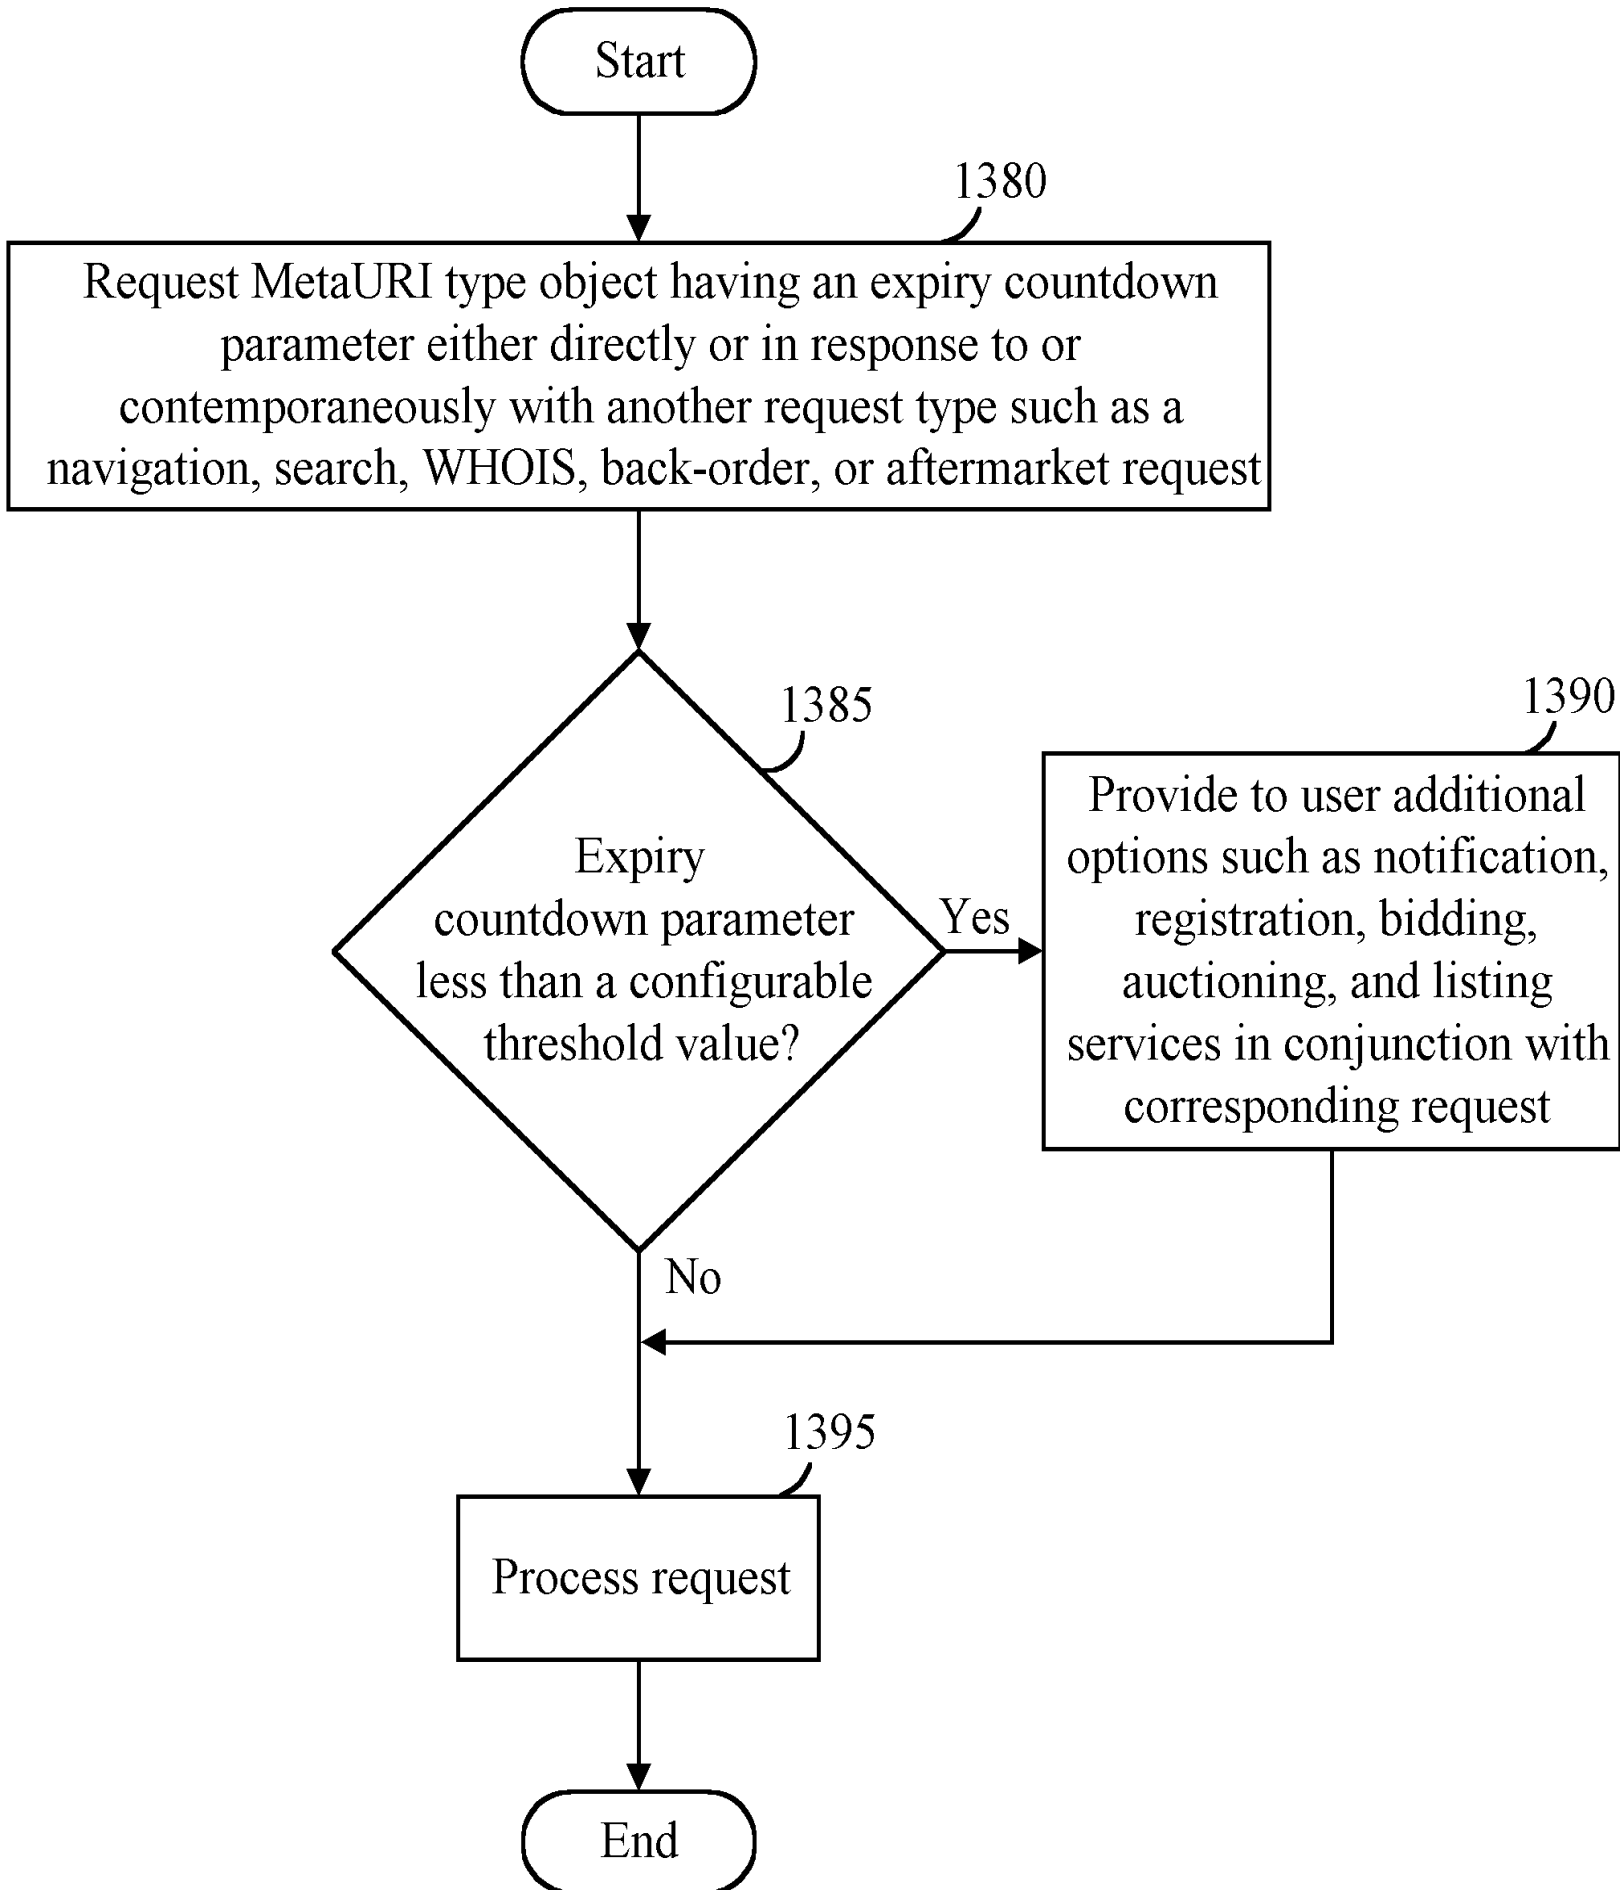 Start
1380
Request MetaURI type object having an expiry countdown
parameter either directly or in response to or
contemporaneously with another request type such as a
navigation, search, WHOIS, back-order, or aftermarket request
1385
Expiry
countdown parameter
less than a configurable
threshold value?
Yes
1390
Provide to user additional
options such as notification,
registration, bidding,
auctioning, and listing
services in conjunction with
corresponding request
No
1395
Process request
End